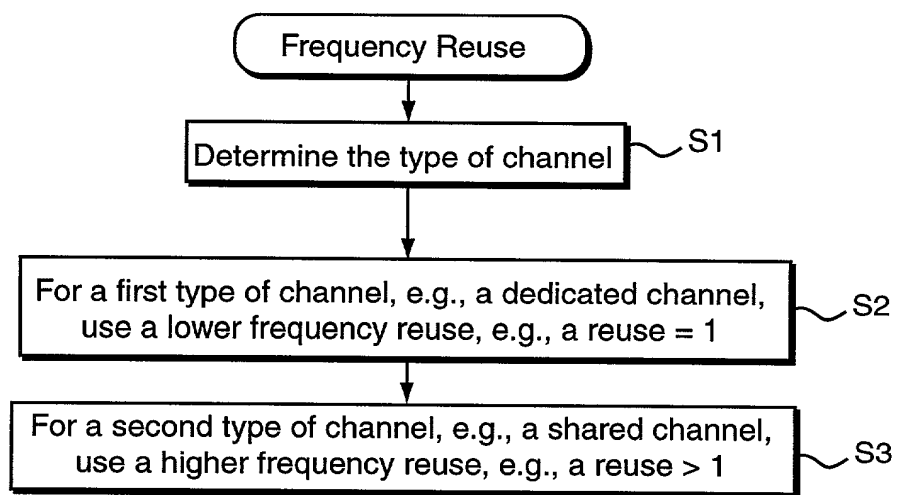 Frequency Reuse
Determine the type of channel
S1
For a first type of channel, e.g., a dedicated channel,
use a lower frequency reuse, e.g., a reuse = 1
S2
For a second type of channel, e.g., a shared channel,
use a higher frequency reuse, e.g., a reuse > 1
S3